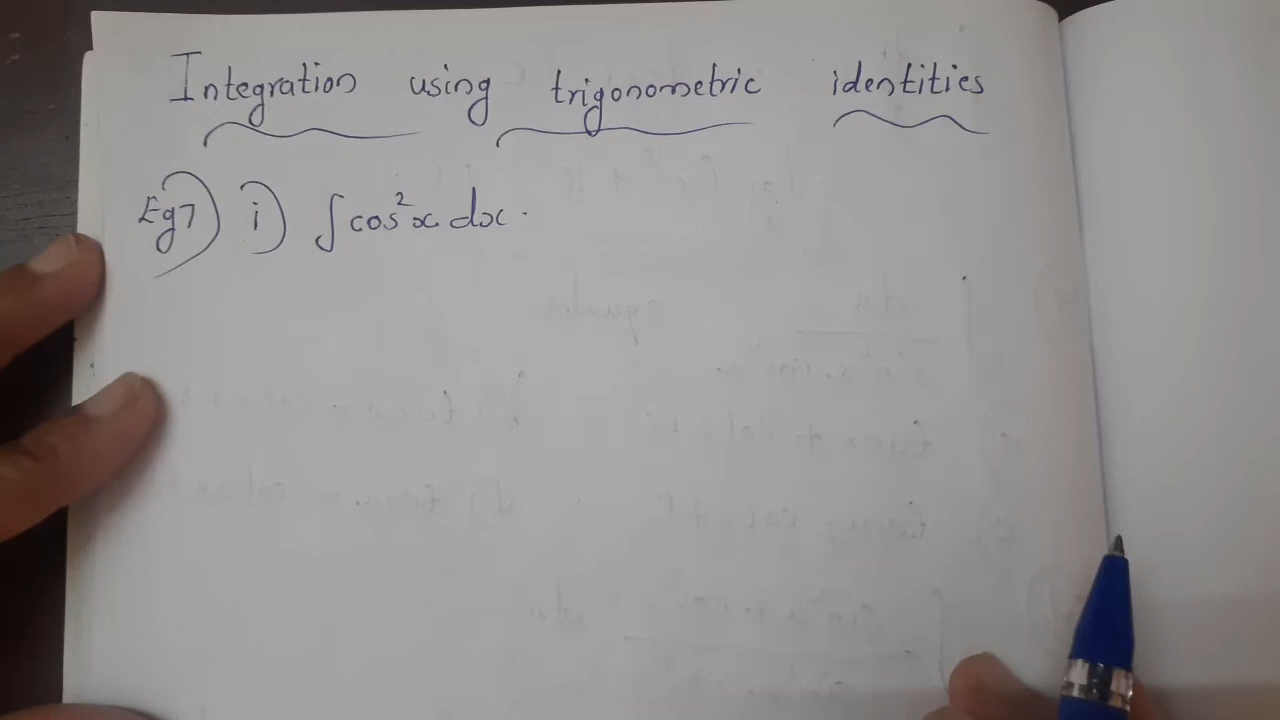 Integration using trigonometric identities
Eg7) i) ∫cos²x dx.